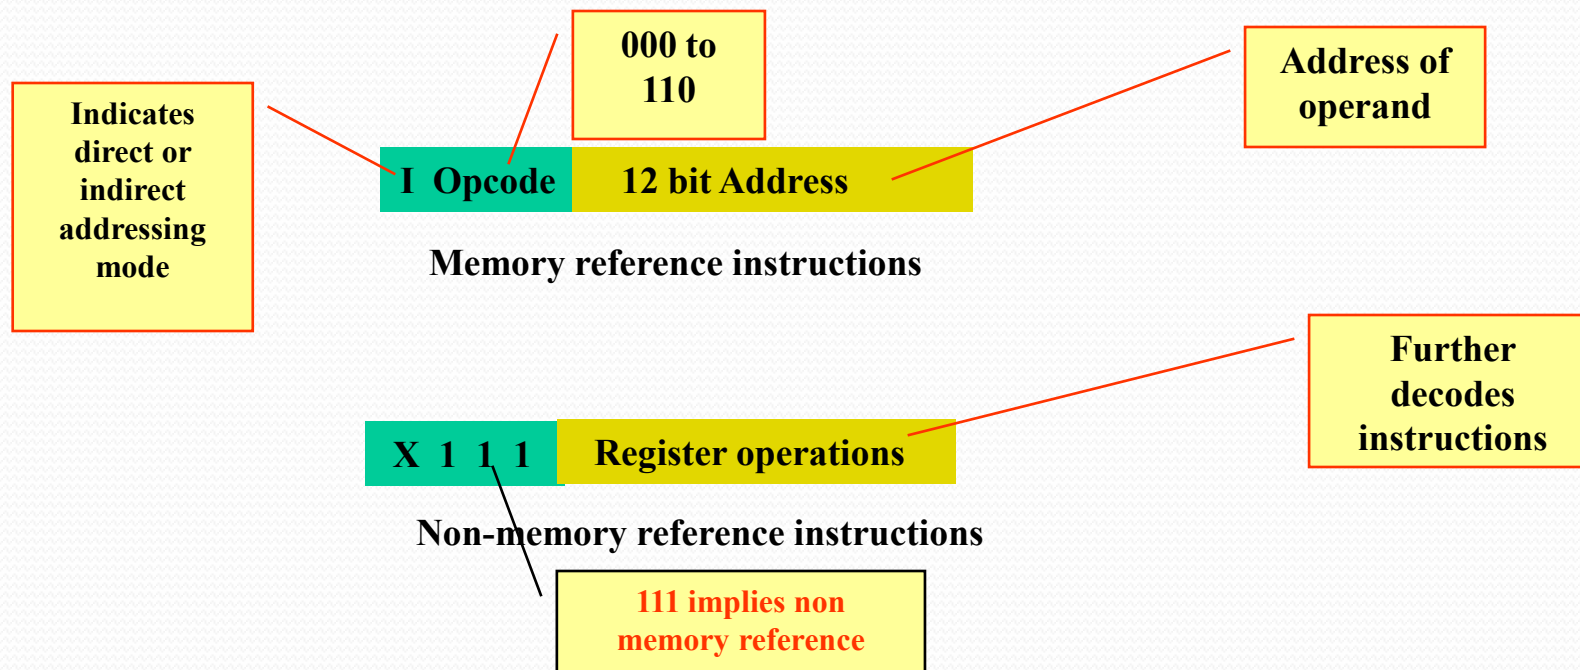 000 to
110
Address of
operand
Indicates
direct or
indirect
addressing
mode
I Opcode 12 bit Address
Memory reference instructions
Further
decodes
instructions
X 1 1 1 Register operations
Non-memory reference instructions
111 implies non
memory reference